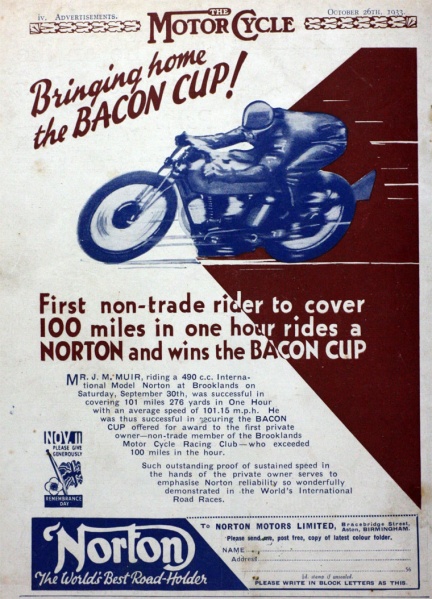 iv. ADVERTISEMENTS.
THE
MOTOR CYCLE
OCTOBER 26TH, 1933.
Bringing home
the BACON CUP!
First non-trade rider to cover
100 miles in one hour rides a
NORTON and wins the BACON CUP
MR. J. M. MUIR, riding a 490 c.c. Interna-
tional Model Norton at Brooklands on
Saturday, September 30th, was successful in
covering 101 miles 276 yards in One Hour
with an average speed of 101.15 m.p.h. He
was thus successful in securing the BACON
CUP offered for award to the first private
owner—non-trade member of the Brooklands
Motor Cycle Racing Club—who exceeded
100 miles in the hour.
Such outstanding proof of sustained speed in
the hands of the private owner serves to
emphasise Norton reliability so wonderfully
demonstrated in the World's International
Road Races.
NOV. 11
PLEASE GIVE
GENEROUSLY
REMEMBRANCE
DAY
Norton
The World's Best Road-Holder
To NORTON MOTORS LIMITED, Bracebridge Street,
Aston, BIRMINGHAM.
Please send me, post free, copy of latest colour folder.
NAME
Address
½d. stamp if unsealed.
PLEASE WRITE IN BLOCK LETTERS AS THIS.